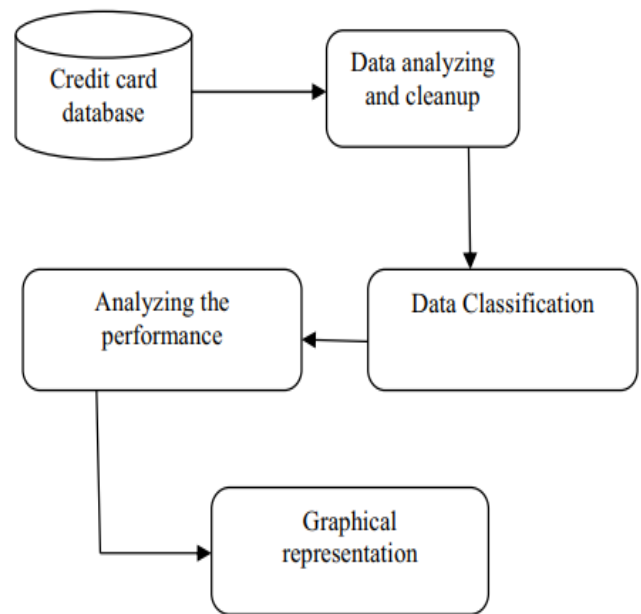 Credit card
database
Data analyzing
and cleanup
Data Classification
Analyzing the
performance
Graphical
representation